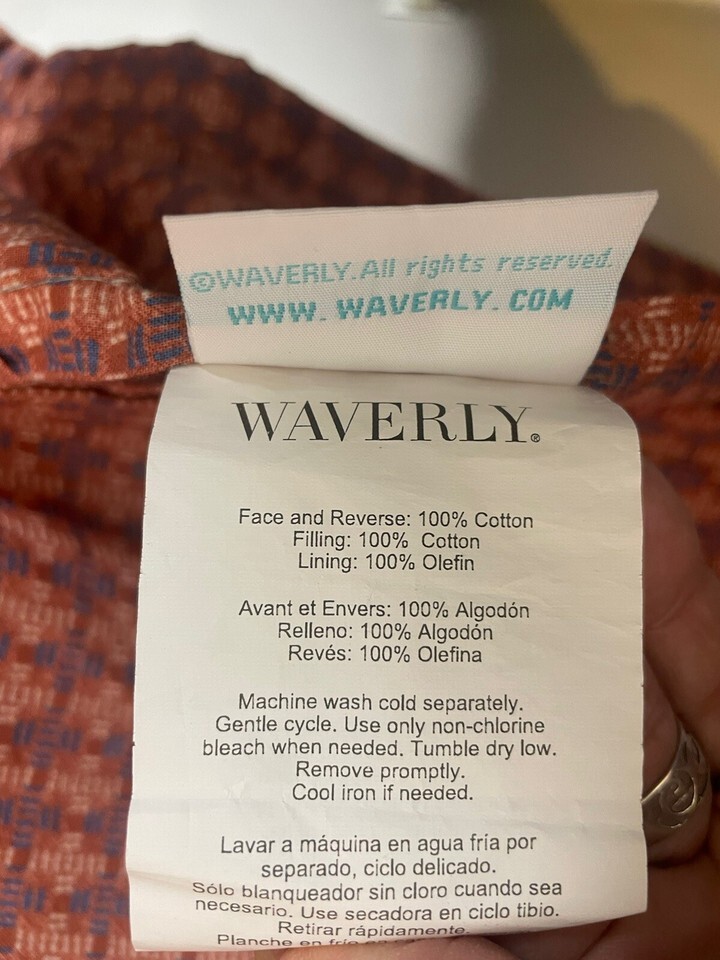 ©WAVERLY.All rights reserved.
WWW.WAVERLY.COM
WAVERLY®
Face and Reverse: 100% Cotton
Filling: 100% Cotton
Lining: 100% Olefin
Avant et Envers: 100% Algodón
Relleno: 100% Algodón
Revés: 100% Olefina
Machine wash cold separately.
Gentle cycle. Use only non-chlorine
bleach when needed. Tumble dry low.
Remove promptly.
Cool iron if needed.
Lavar a máquina en agua fría por
separado, ciclo delicado.
Sólo blanqueador sin cloro cuando sea
necesario. Use secadora en ciclo tibio.
Retirar rápidamente.
Planche en frío